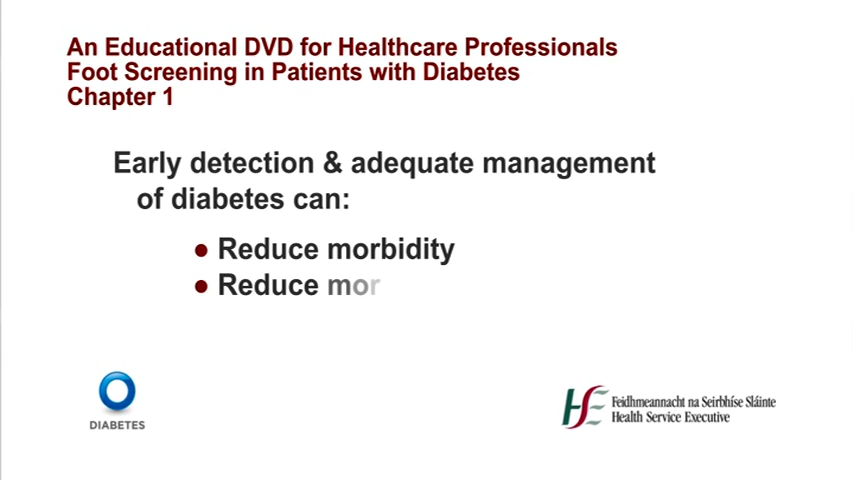 An Educational DVD for Healthcare Professionals
Foot Screening in Patients with Diabetes
Chapter 1
Early detection & adequate management
of diabetes can:
● Reduce morbidity
● Reduce mor
DIABETES
HSE Feidhmeannacht na Seirbhíse Sláinte
Health Service Executive